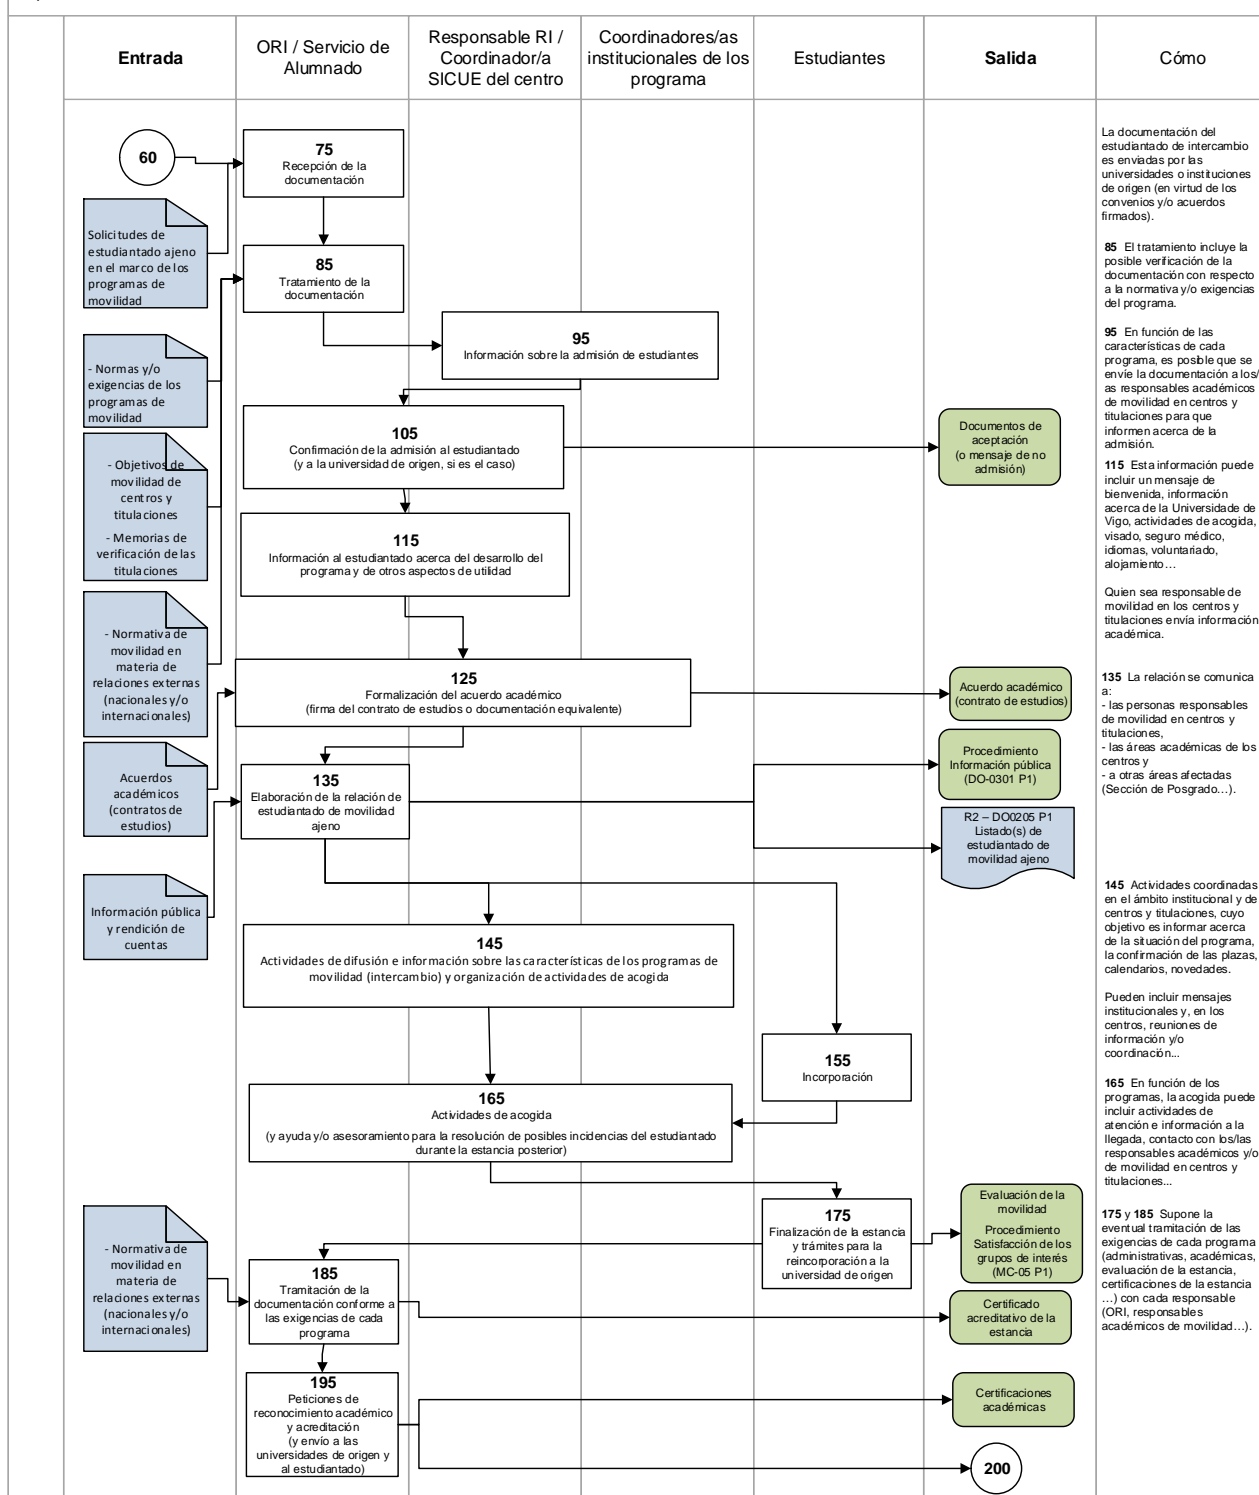 Entrada
ORI / Servicio de
Alumnado
Responsable RI /
Coordinador/a
SICUE del centro
Coordinadores/as
institucionales de los
programa
Estudiantes
Salida
Cómo
60
75
Recepción de la
documentación
Solicitudes de
estudiantado ajeno
en el marco de los
programas de
movilidad
85
Tratamiento de la
documentación
95
Información sobre la admisión de estudiantes
- Normas y/o
exigencias de los
programas de
movilidad
105
Confirmación de la admisión al estudiantado
(y a la universidad de origen, si es el caso)
Documentos de
aceptación
(o mensaje de no
admisión)
- Objetivos de
movilidad de
centros y
titulaciones
- Memorias de
verificación de las
titulaciones
115
Información al estudiantado acerca del desarrollo del
programa y de otros aspectos de utilidad
- Normativa de
movilidad en
materia de
relaciones externas
(nacionales y/o
internacionales)
125
Formalización del acuerdo académico
(firma del contrato de estudios o documentación equivalente)
Acuerdo académico
(contrato de estudios)
Acuerdos
académicos
(contratos de
estudios)
135
Elaboración de la relación de
estudiantado de movilidad
ajeno
Procedimiento
Información pública
(DO-0301 P1)
R2 – DO0205 P1
Listado(s) de
estudiantado de
movilidad ajeno
Información pública
y rendición de
cuentas
145
Actividades de difusión e información sobre las características de los programas de
movilidad (intercambio) y organización de actividades de acogida
155
Incorporación
165
Actividades de acogida
(y ayuda y/o asesoramiento para la resolución de posibles incidencias del estudiantado
durante la estancia posterior)
175
Finalización de la estancia
y trámites para la
reincorporación a la
universidad de origen
Evaluación de la
movilidad
Procedimiento
Satisfacción de los
grupos de interés
(MC-05 P1)
- Normativa de
movilidad en
materia de
relaciones externas
(nacionales y/o
internacionales)
185
Tramitación de la
documentación conforme a
las exigencias de cada
programa
Certificado
acreditativo de la
estancia
195
Peticiones de
reconocimiento académico
y acreditación
(y envío a las
universidades de origen y
al estudiantado)
Certificaciones
académicas
200
La documentación del
estudiantado de intercambio
es enviadas por las
universidades o instituciones
de origen (en virtud de los
convenios y/o acuerdos
firmados).
85 El tratamiento incluye la
posible verificación de la
documentación con respecto
a la normativa y/o exigencias
del programa.
95 En función de las
características de cada
programa, es posible que se
envíe la documentación a los/
as responsables académicos
de movilidad en centros y
titulaciones para que
informen acerca de la
admisión.
115 Esta información puede
incluir un mensaje de
bienvenida, información
acerca de la Universidade de
Vigo, actividades de acogida,
visado, seguro médico,
idiomas, voluntariado,
alojamiento…
Quien sea responsable de
movilidad en los centros y
titulaciones envía información
académica.
135 La relación se comunica
a:
- las personas responsables
de movilidad en centros y
titulaciones,
- las áreas académicas de los
centros y
- a otras áreas afectadas
(Sección de Posgrado…).
145 Actividades coordinadas
en el ámbito institucional y de
centros y titulaciones, cuyo
objetivo es informar acerca
de la situación del programa,
la confirmación de las plazas,
calendarios, novedades.
Pueden incluir mensajes
institucionales y, en los
centros, reuniones de
información y/o
coordinación...
165 En función de los
programas, la acogida puede
incluir actividades de
atención e información a la
llegada, contacto con los/las
responsables académicos y/o
de movilidad en centros y
titulaciones...
175 y 185 Supone la
eventual tramitación de las
exigencias de cada programa
(administrativas, académicas,
evaluación de la estancia,
certificaciones de la estancia
…) con cada responsable
(ORI, responsables
académicos de movilidad…).